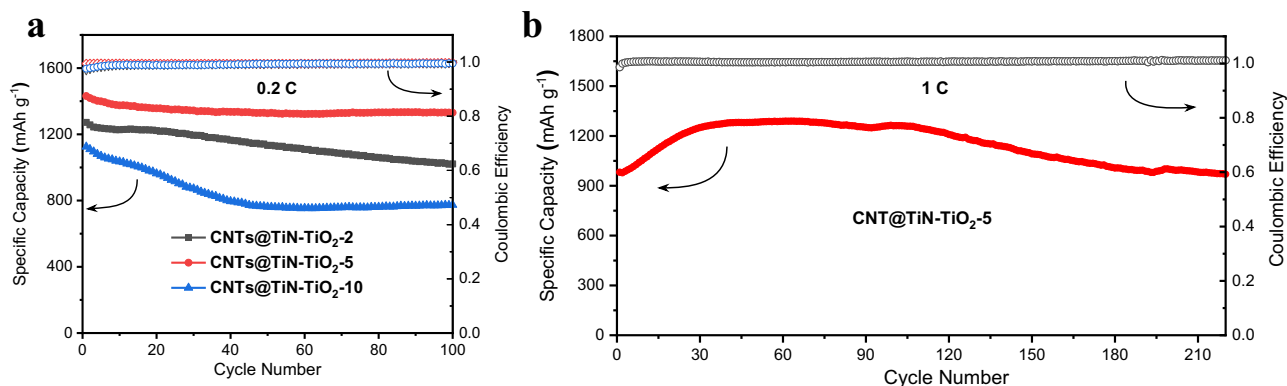 a
1600
1200
800
400
0
Specific Capacity (mAh g⁻¹)
0.2 C
CNTs@TiN-TiO₂-2
CNTs@TiN-TiO₂-5
CNTs@TiN-TiO₂-10
1.0
0.8
0.6
0.4
0.2
0.0
Coulombic Efficiency
0 20 40 60 80 100
Cycle Number
b
1800
1500
1200
900
600
300
0
Specific Capacity (mAh g⁻¹)
1 C
CNT@TiN-TiO₂-5
1.0
0.8
0.6
0.4
0.2
0.0
Coulombic Efficiency
0 30 60 90 120 150 180 210
Cycle Number